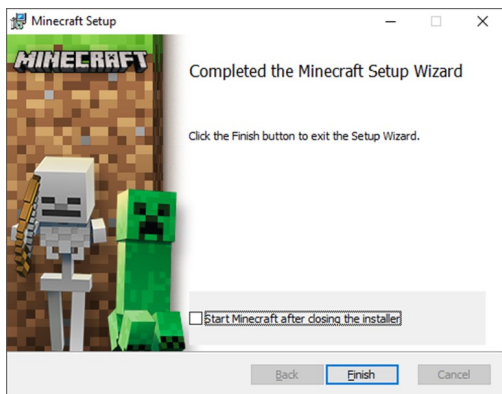 Minecraft Setup
MINECRAFT
Completed the Minecraft Setup Wizard
Click the Finish button to exit the Setup Wizard.
Start Minecraft after closing the installer
Back Finish Cancel